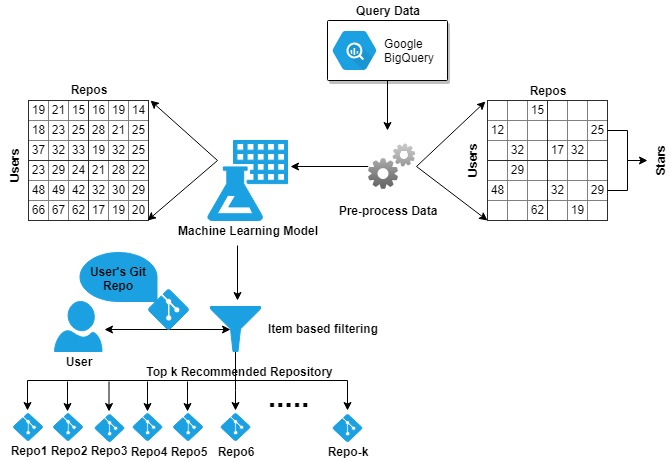 Query Data
Google
BigQuery
Repos
Repos
19 21 15 16 19 14
18 23 25 28 21 25
37 32 33 19 32 25
23 29 24 21 28 22
48 49 42 32 30 29
66 67 62 17 19 20
Users
15
12 25
32 17 32
29
48 32 29
62 19
Users
Stars
Pre-process Data
Machine Learning Model
User's Git
Repo
Item based filtering
User
Top k Recommended Repository
.....
Repo1 Repo2 Repo3 Repo4 Repo5 Repo6 Repo-k